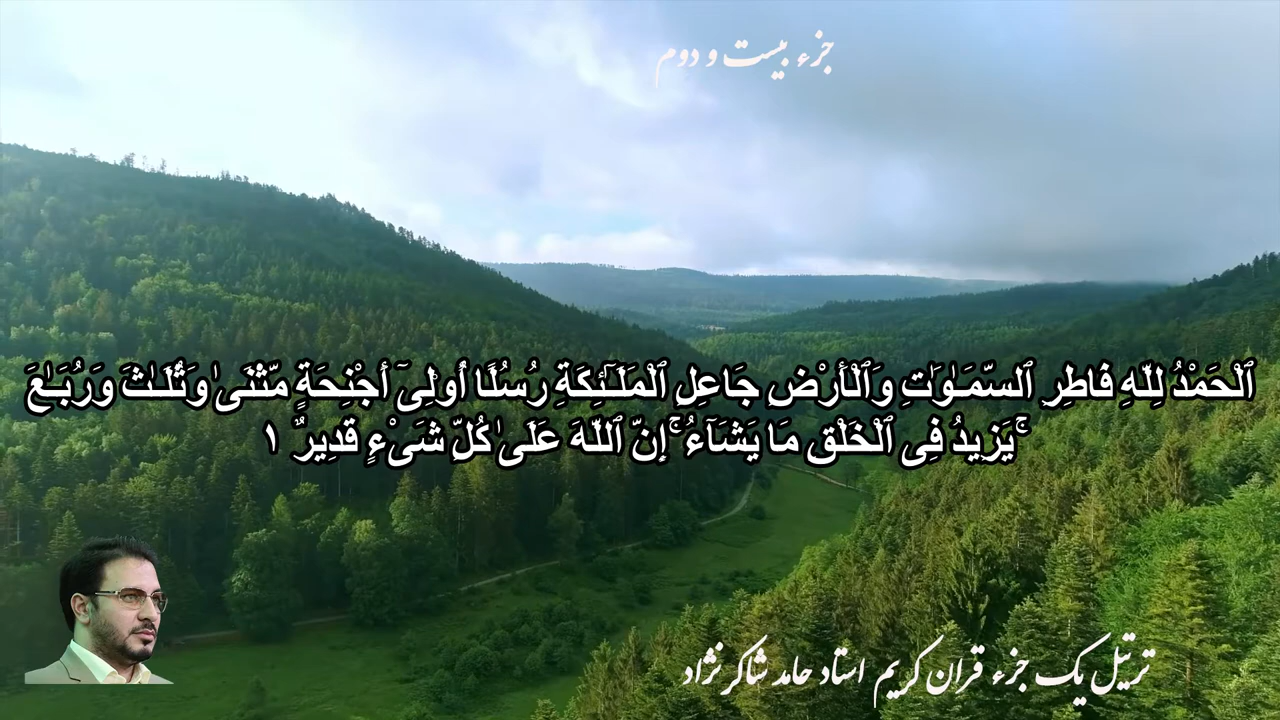 جزء بیست و دوم
ٱلْحَمْدُ لِلَّهِ فَاطِرِ ٱلسَّمَـٰوَٰتِ وَٱلْأَرْضِ جَاعِلِ ٱلْمَلَـٰٓئِكَةِ رُسُلًا أُو۟لِىٓ أَجْنِحَةٍ مَّثْنَىٰ وَثُلَـٰثَ وَرُبَـٰعَ
ۚ يَزِيدُ فِى ٱلْخَلْقِ مَا يَشَآءُ ۚ إِنَّ ٱللَّهَ عَلَىٰ كُلِّ شَىْءٍ قَدِيرٌ ١
ترتیل یک جزء قران کریم استاد حامد شاکرنژاد